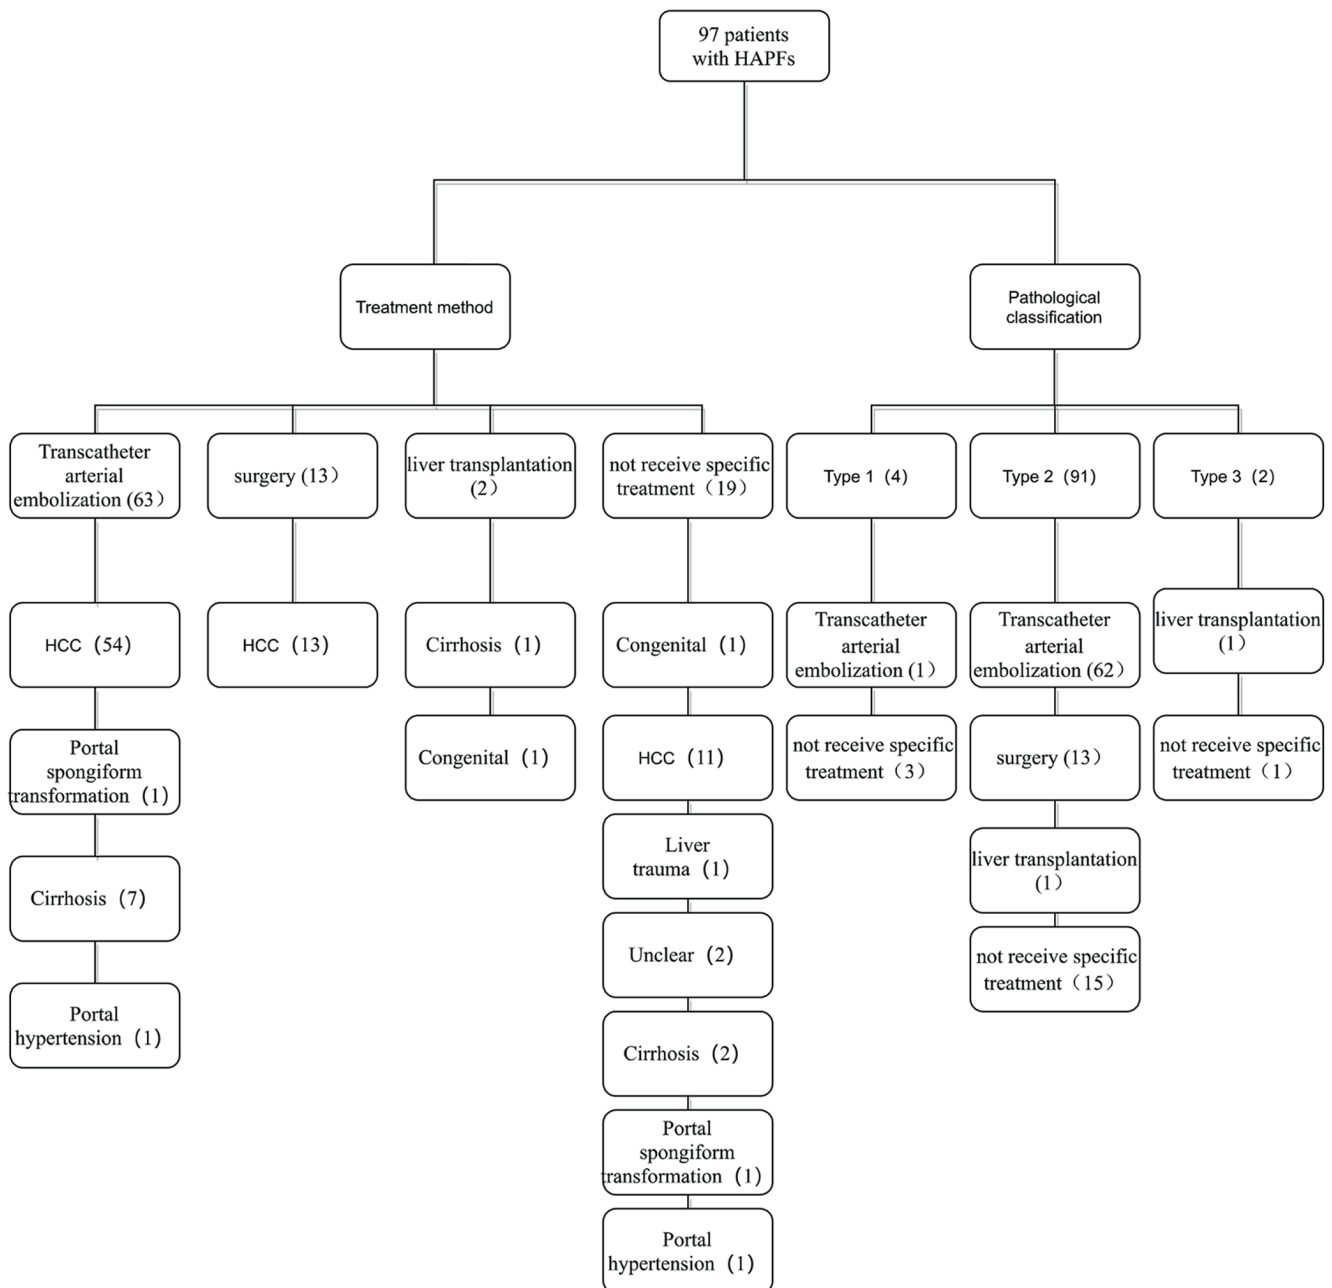 97 patients
with HAPFs
Treatment method
Pathological
classification
Transcatheter
arterial
embolization (63）
surgery (13）
liver transplantation
(2）
not receive specific
treatment（19）
Type 1 (4)
Type 2 (91)
Type 3 (2)
HCC (54)
Portal
spongiform
transformation (1)
Cirrhosis (7)
Portal
hypertension (1)
HCC (13)
Cirrhosis (1)
Congenital (1)
Congenital (1)
HCC (11)
Liver
trauma (1)
Unclear (2)
Cirrhosis (2)
Portal
spongiform
transformation (1)
Portal
hypertension (1)
Transcatheter
arterial
embolization (1）
not receive specific
treatment（3）
Transcatheter
arterial
embolization (62）
surgery (13）
liver transplantation
(1）
not receive specific
treatment（15）
liver transplantation
(1）
not receive specific
treatment（1）